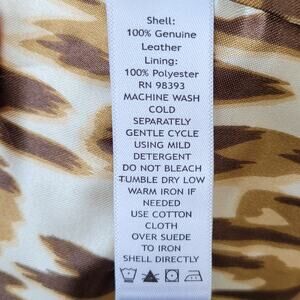 Shell:
100% Genuine
Leather
Lining:
100% Polyester
RN 98393
MACHINE WASH
COLD
SEPARATELY
GENTLE CYCLE
USING MILD
DETERGENT
DO NOT BLEACH
TUMBLE DRY LOW
WARM IRON IF
NEEDED
USE COTTON
CLOTH
OVER SUEDE
TO IRON
SHELL DIRECTLY